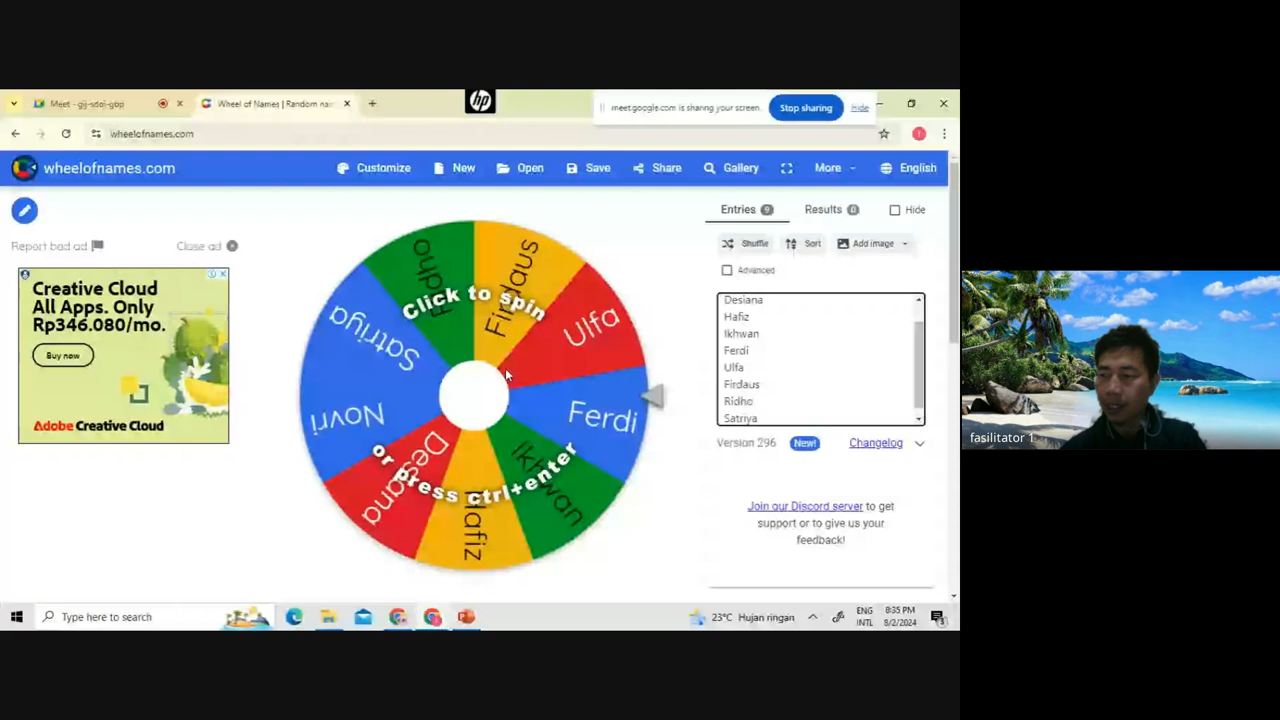 Meet - gij-sdoj-gbp
Wheel of Names | Random na
hp
meet.google.com is sharing your screen.
Stop sharing
Hide
wheelofnames.com
wheelofnames.com
Customize
New
Open
Save
Share
Gallery
More
English
Report bad ad
Close ad
Creative Cloud
All Apps. Only
Rp346.080/mo.
Buy now
Adobe Creative Cloud
Firdaus
Ulfa
Ferdi
Ikhwan
Hafiz
Desiana
Novri
Satriya
Ridho
Click to spin
or press ctrl+enter
Entries 9
Results 0
Hide
Shuffle
Sort
Add image
Advanced
Desiana
Hafiz
Ikhwan
Ferdi
Ulfa
Firdaus
Ridho
Satriya
Version 296
New!
Changelog
Join our Discord server to get
support or to give us your
feedback!
fasilitator 1
Type here to search
23°C Hujan ringan
ENG
INTL
8:35 PM
8/2/2024
3